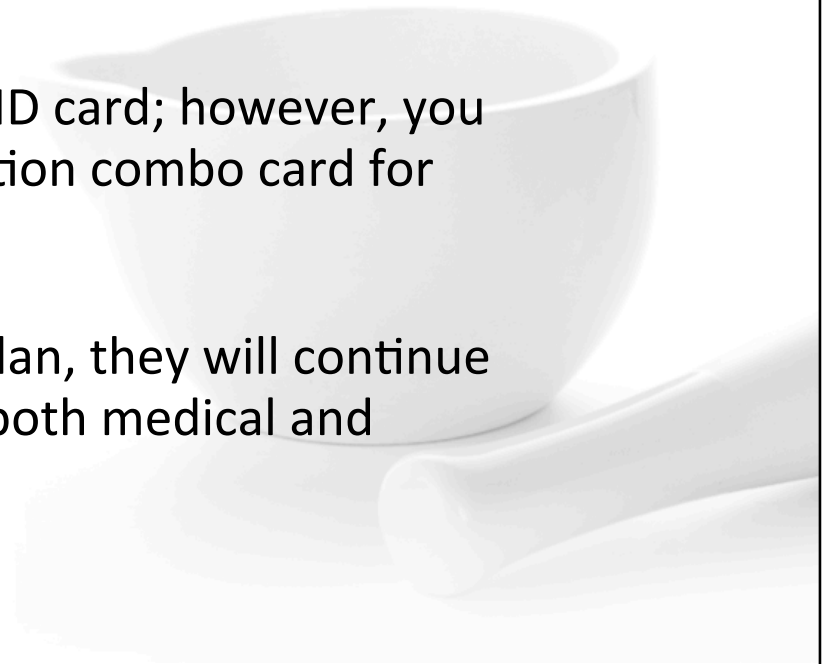 ID card; however, you
tion combo card for
lan, they will continue
both medical and